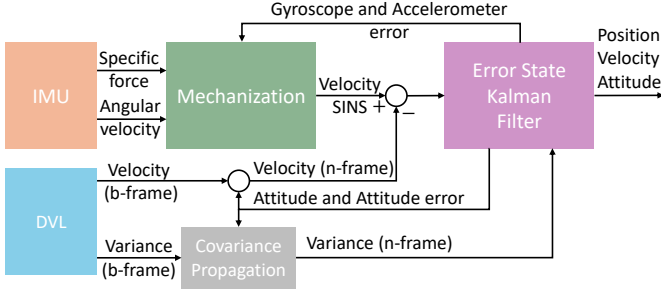 Gyroscope and Accelerometer
error
Position
Velocity
Attitude
IMU
Specific
force
Angular
velocity
Mechanization
Velocity
SINS +
−
Error State
Kalman
Filter
DVL
Velocity
(b-frame)
Velocity (n-frame)
Attitude and Attitude error
Variance
(b-frame)
Covariance
Propagation
Variance (n-frame)